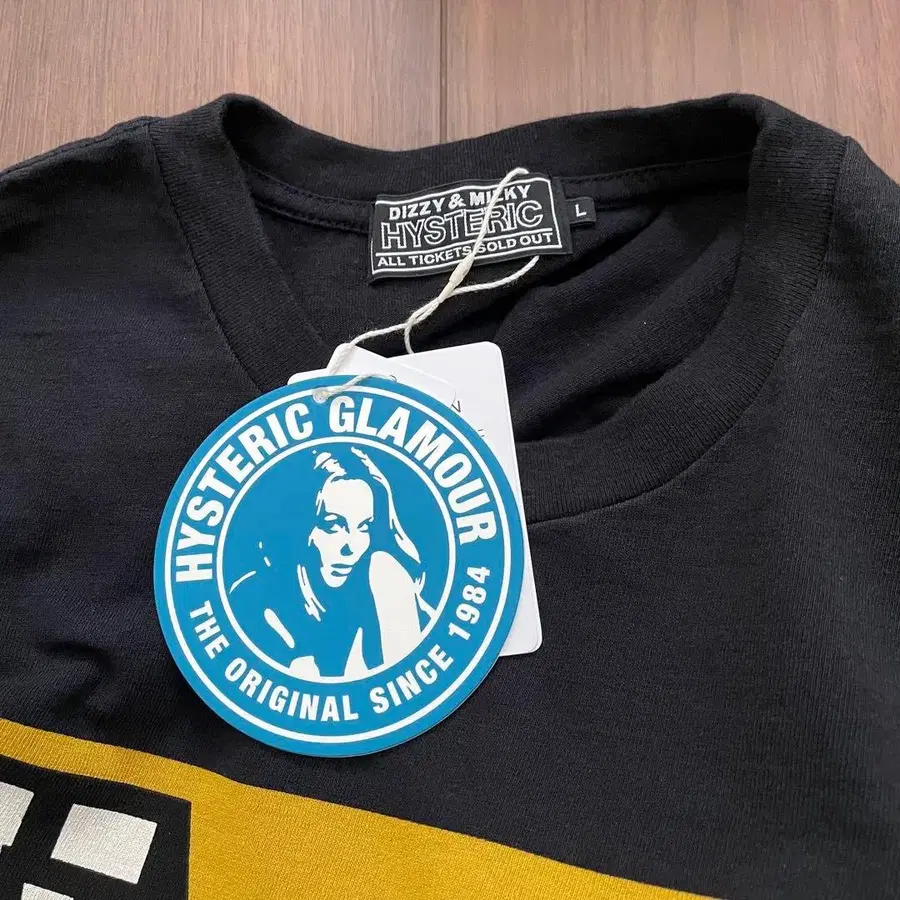 DIZZY & MILKY
HYSTERIC
ALL TICKETS SOLD OUT
L
HYSTERIC GLAMOUR
THE ORIGINAL SINCE 1984